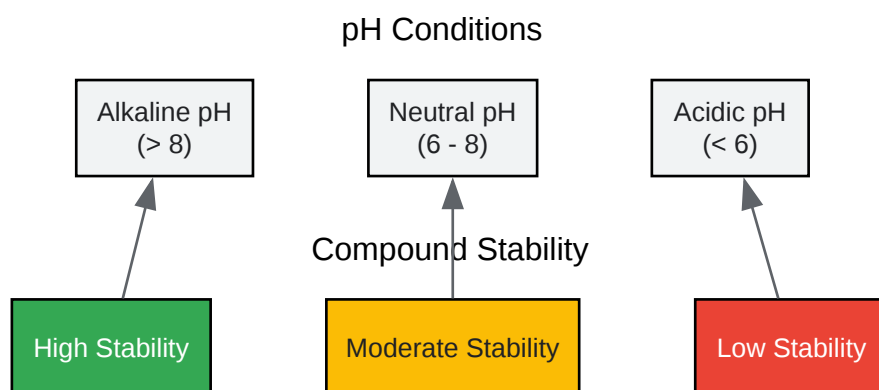 pH Conditions
Alkaline pH
(> 8)
Neutral pH
(6 - 8)
Acidic pH
(< 6)
Compound Stability
High Stability
Moderate Stability
Low Stability